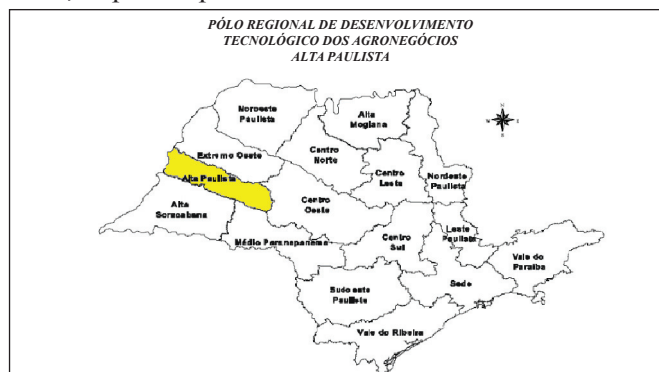 PÓLO REGIONAL DE DESENVOLVIMENTO
TECNOLÓGICO DOS AGRONEGÓCIOS
ALTA PAULISTA
Noroeste
Paulista
Alta
Mogiana
Extremo Oeste
Centro
Norte
Centro
Leste
Nordeste
Paulista
Alta Paulista
Alta
Sorocabana
Centro
Oeste
Médio Paranapanema
Centro
Sul
Leste
Paulista
Vale do
Paraíba
Sudoeste
Paulista
Sede
Vale do Ribeira